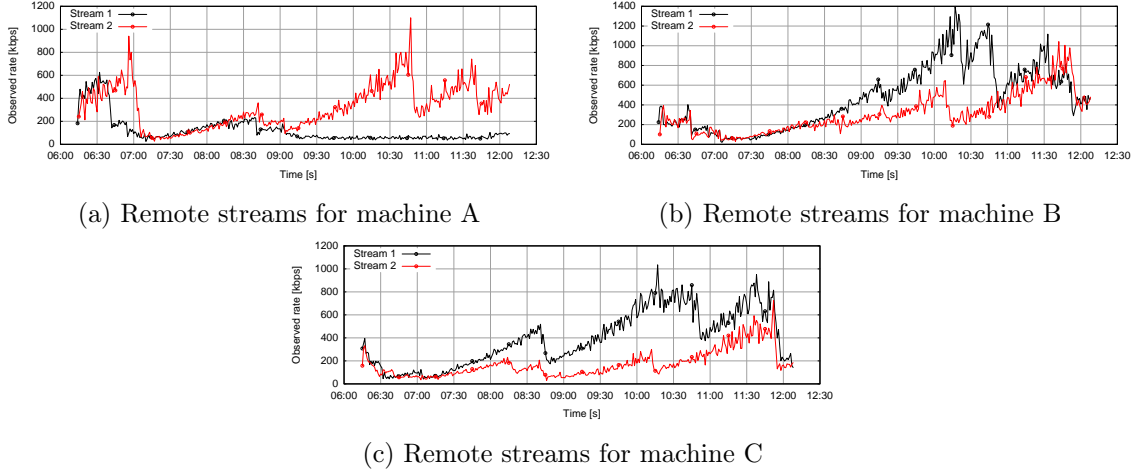 Stream 1
Stream 2
Observed rate [kbps]
1200
1000
800
600
400
200
0
06:00 06:30 07:00 07:30 08:00 08:30 09:00 09:30 10:00 10:30 11:00 11:30 12:00 12:30
Time [s]
(a) Remote streams for machine A
Stream 1
Stream 2
Observed rate [kbps]
1400
1200
1000
800
600
400
200
0
06:00 06:30 07:00 07:30 08:00 08:30 09:00 09:30 10:00 10:30 11:00 11:30 12:00 12:30
Time [s]
(b) Remote streams for machine B
Stream 1
Stream 2
Observed rate [kbps]
1200
1000
800
600
400
200
0
06:00 06:30 07:00 07:30 08:00 08:30 09:00 09:30 10:00 10:30 11:00 11:30 12:00 12:30
Time [s]
(c) Remote streams for machine C